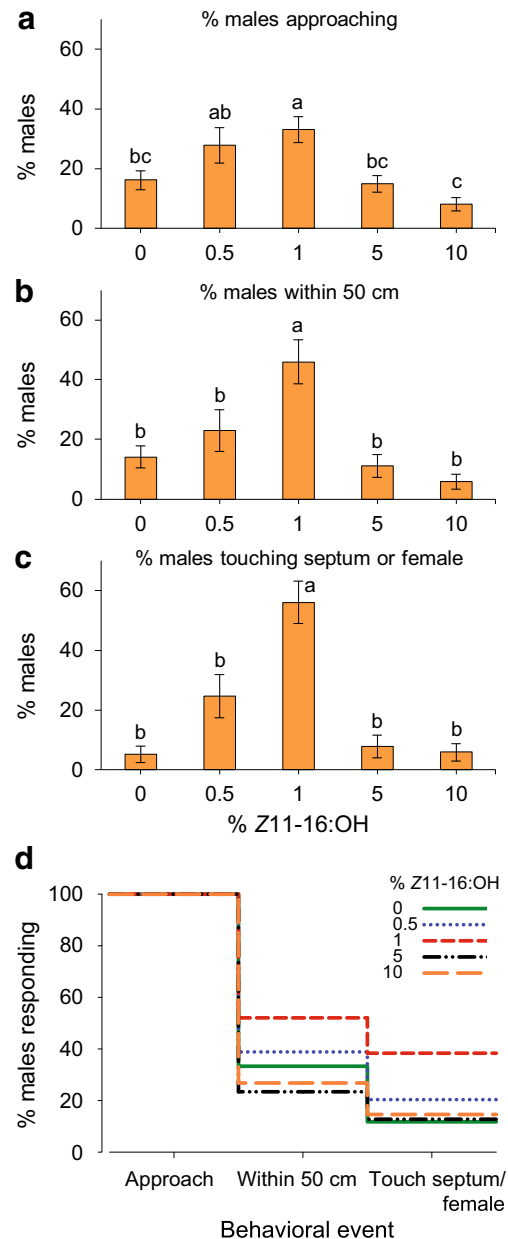 a
% males approaching
60
40
20
0
% males
bc
ab
a
bc
c
0 0.5 1 5 10
b
% males within 50 cm
60
40
20
0
% males
b
b
a
b
b
0 0.5 1 5 10
c
% males touching septum or female
60
40
20
0
% males
b
b
a
b
b
0 0.5 1 5 10
% Z11-16:OH
d
100
80
60
40
20
0
% males responding
% Z11-16:OH
0
0.5
1
5
10
Approach Within 50 cm Touch septum/
female
Behavioral event